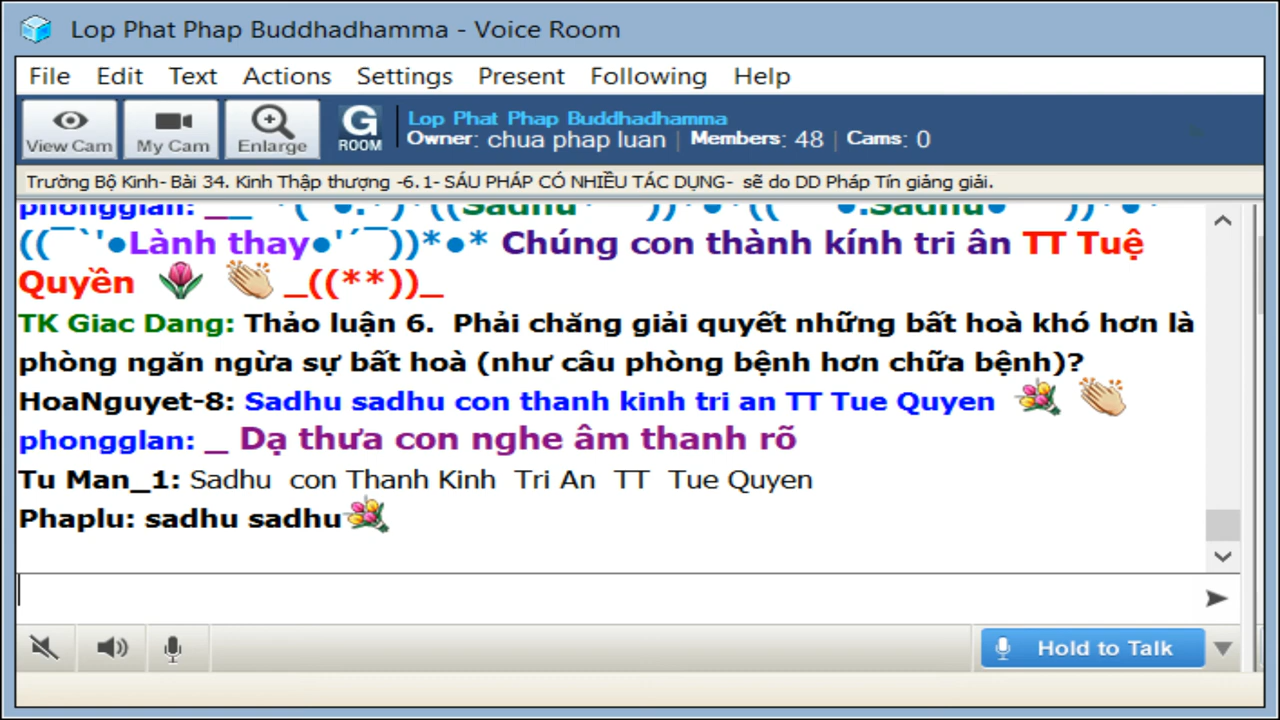 Lop Phat Phap Buddhadhamma - Voice Room
File Edit Text Actions Settings Present Following Help
View Cam My Cam Enlarge G ROOM
Lop Phat Phap Buddhadhamma
Owner: chua phap luan | Members: 48 | Cams: 0
Trường Bộ Kinh- Bài 34. Kinh Thập thượng -6.1- SÁU PHÁP CÓ NHIỀU TÁC DỤNG- sẽ do DD Pháp Tín giảng giải.
phongglan: _ _ *(¯`'●.*)*((Sadhu*´¯))*●*((¯`'●.Sadhu●'´¯))*●*
((¯`'●Lành thay●'´¯))*●* Chúng con thành kính tri ân TT Tuệ
Quyền 🌷 👏 _((**))_
TK Giac Dang: Thảo luận 6. Phải chăng giải quyết những bất hoà khó hơn là
phòng ngăn ngừa sự bất hoà (như câu phòng bệnh hơn chữa bệnh)?
HoaNguyet-8: Sadhu sadhu con thanh kinh tri an TT Tue Quyen 💐 👏
phongglan: _ Dạ thưa con nghe âm thanh rõ
Tu Man_1: Sadhu con Thanh Kinh Tri An TT Tue Quyen
Phaplu: sadhu sadhu 💐
Hold to Talk